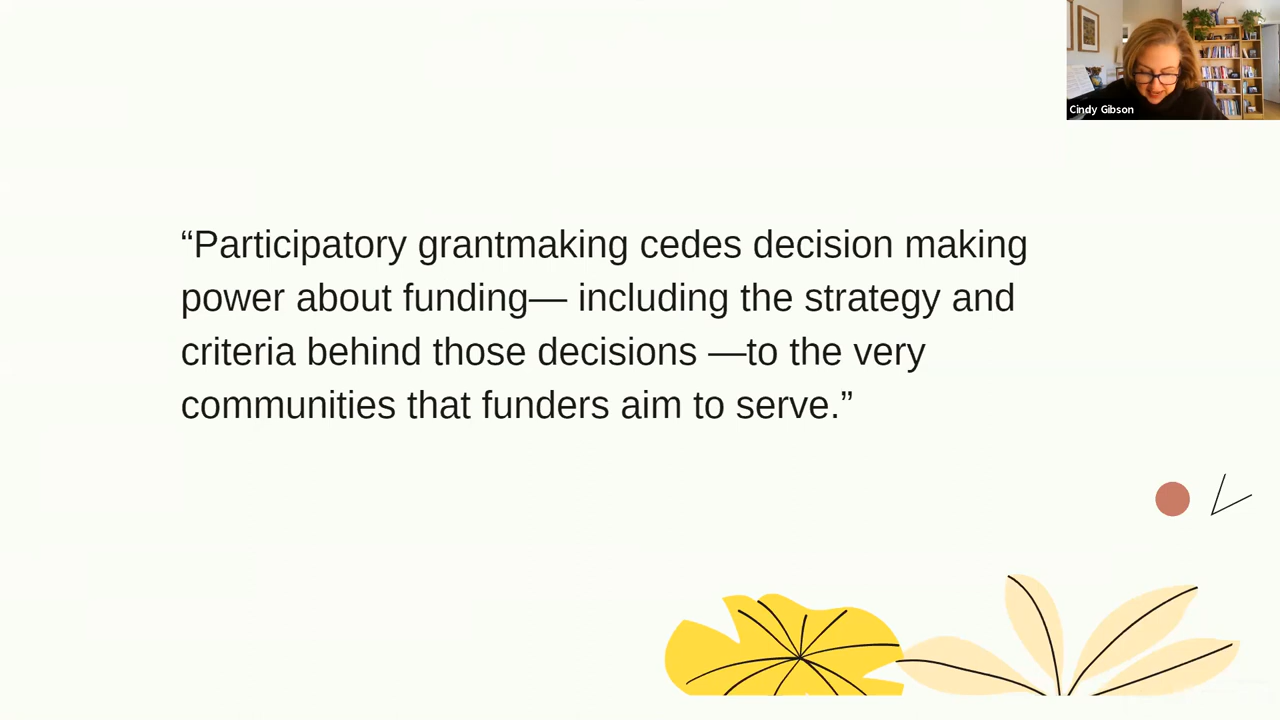 Cindy Gibson
“Participatory grantmaking cedes decision making
power about funding— including the strategy and
criteria behind those decisions —to the very
communities that funders aim to serve.”